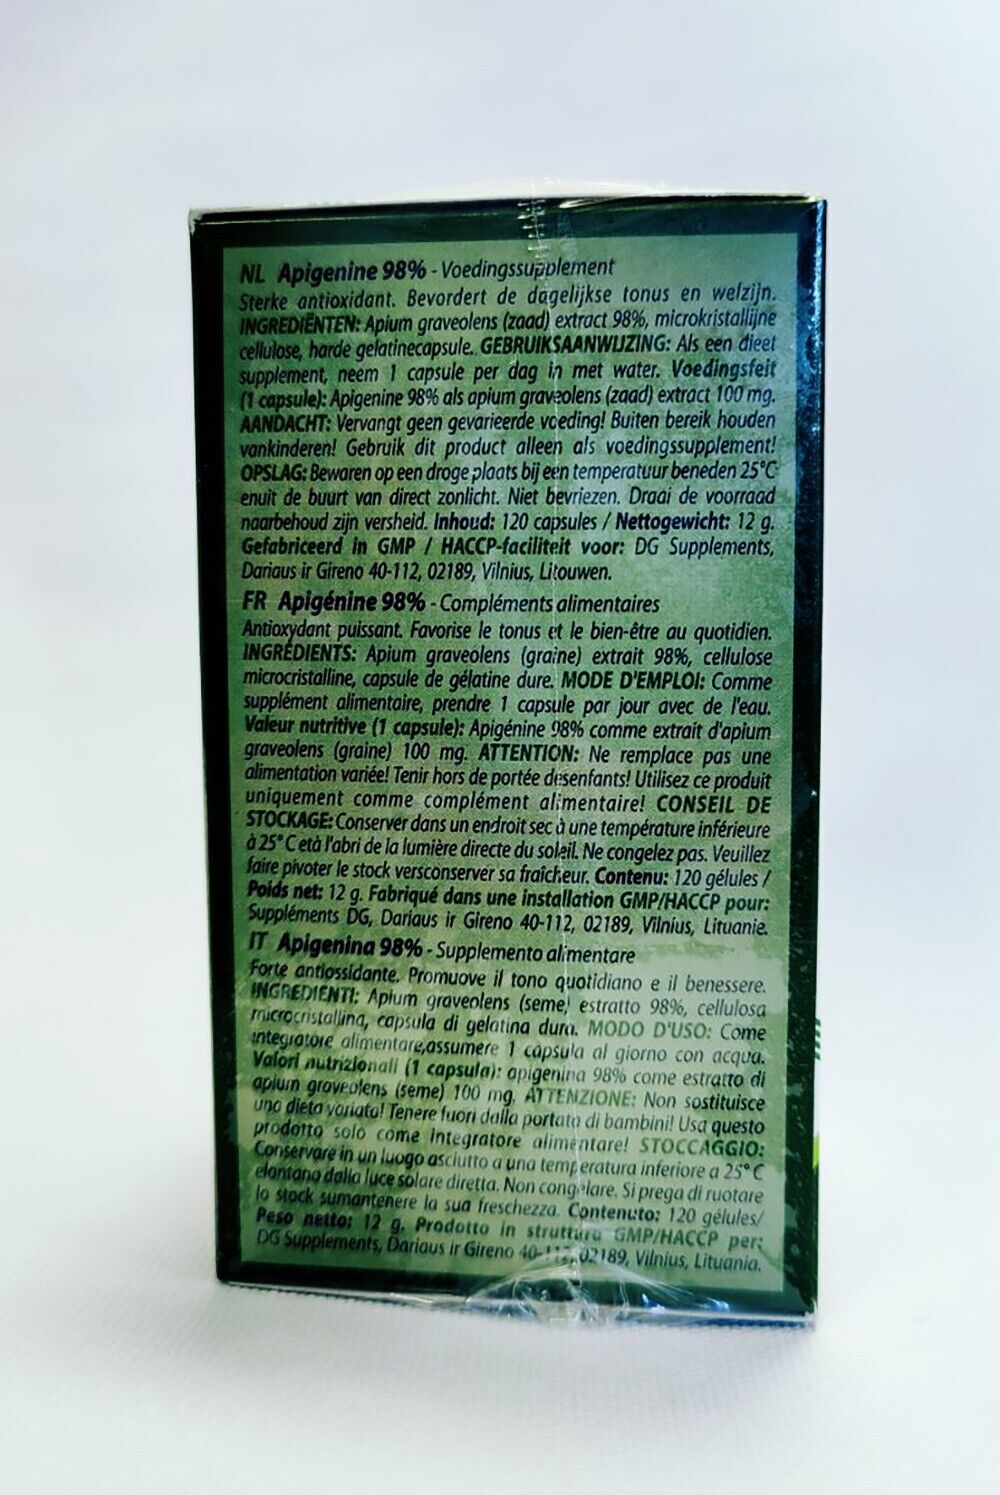 NL Apigenine 98% - Voedingssupplement
Sterke antioxidant. Bevordert de dagelijkse tonus en welzijn.
INGREDIËNTEN: Apium graveolens (zaad) extract 98%, microkristallijne
cellulose, harde gelatinecapsule. GEBRUIKSAANWIJZING: Als een dieet
supplement, neem 1 capsule per dag in met water. Voedingsfeit
(1 capsule): Apigenine 98% als apium graveolens (zaad) extract 100 mg.
AANDACHT: Vervangt geen gevarieerde voeding! Buiten bereik houden
vankinderen! Gebruik dit product alleen als voedingssupplement!
OPSLAG: Bewaren op een droge plaats bij een temperatuur beneden 25°C
enuit de buurt van direct zonlicht. Niet bevriezen. Draai de voorraad
naarbehoud zijn versheid. Inhoud: 120 capsules / Nettogewicht: 12 g.
Gefabriceerd in GMP / HACCP-faciliteit voor: DG Supplements,
Dariaus ir Gireno 40-112, 02189, Vilnius, Litouwen.
FR Apigénine 98% - Compléments alimentaires
Antioxydant puissant. Favorise le tonus et le bien-être au quotidien.
INGRÉDIENTS: Apium graveolens (graine) extrait 98%, cellulose
microcristalline, capsule de gélatine dure. MODE D'EMPLOI: Comme
supplément alimentaire, prendre 1 capsule par jour avec de l'eau.
Valeur nutritive (1 capsule): Apigénine 98% comme extrait d'apium
graveolens (graine) 100 mg. ATTENTION: Ne remplace pas une
alimentation variée! Tenir hors de portée desenfants! Utilisez ce produit
uniquement comme complément alimentaire! CONSEIL DE
STOCKAGE: Conserver dans un endroit sec à une température inférieure
à 25° C età l'abri de la lumière directe du soleil. Ne congelez pas. Veuillez
faire pivoter le stock versconserver sa fraîcheur. Contenu: 120 gélules /
Poids net: 12 g. Fabriqué dans une installation GMP/HACCP pour:
Suppléments DG, Dariaus ir Gireno 40-112, 02189, Vilnius, Lituanie.
IT Apigenina 98% - Supplemento alimentare
Forte antiossidante. Promuove il tono quotidiano e il benessere.
INGREDIENTI: Apium graveolens (seme) estratto 98%, cellulosa
microcristallina, capsula di gelatina dura. MODO D'USO: Come
integratore alimentare,assumere 1 capsula al giorno con acqua.
Valori nutrizionali (1 capsula): apigenina 98% come estratto di
apium graveolens (seme) 100 mg. ATTENZIONE: Non sostituisce
una dieta variata! Tenere fuori dalla portata di bambini! Usa questo
prodotto solo come integratore alimentare! STOCCAGGIO:
Conservare in un luogo asciutto a una temperatura inferiore a 25° C
elontano dalla luce solare diretta. Non congelare. Si prega di ruotare
lo stock sumantenere la sua freschezza. Contenuto: 120 gélules/
Peso netto: 12 g. Prodotto in struttura GMP/HACCP per:
DG Supplements, Dariaus ir Gireno 40-112, 02189, Vilnius, Lituania.